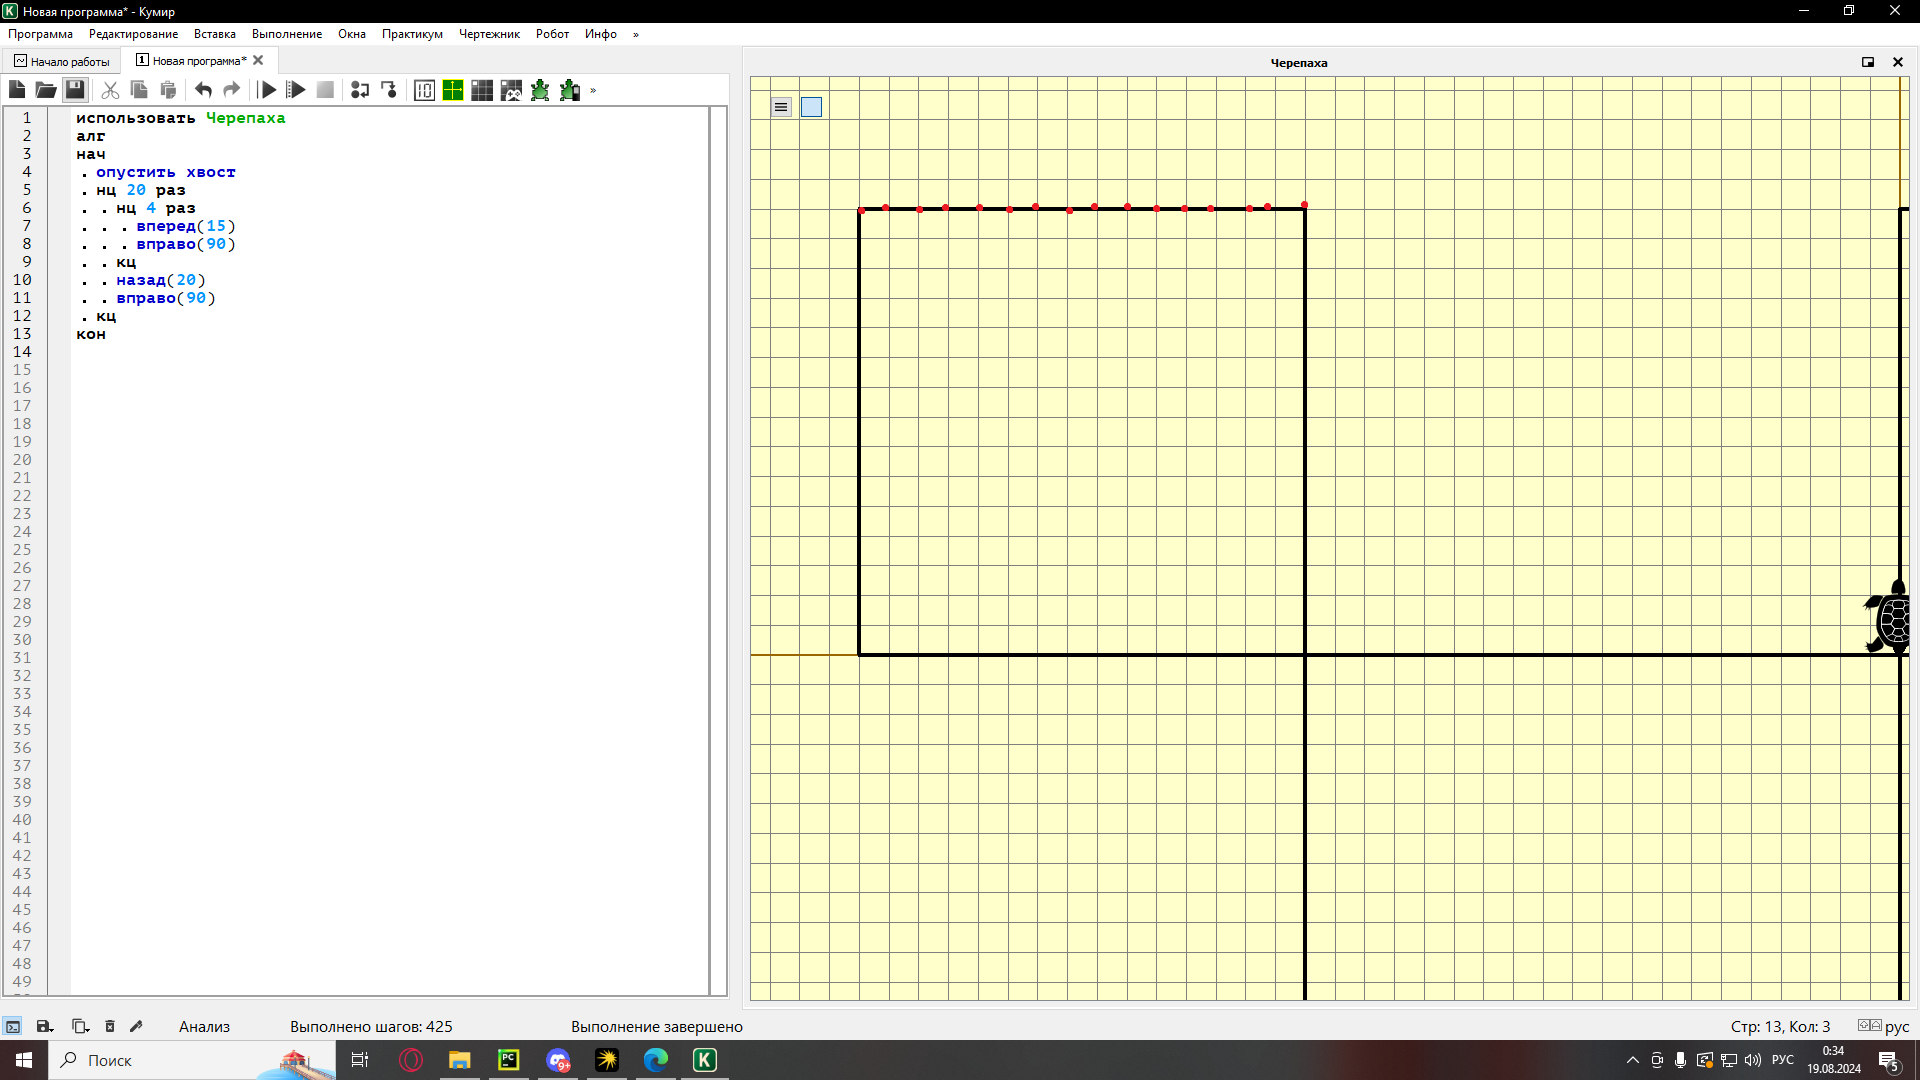 Новая программа* - Кумир
Программа Редактирование Вставка Выполнение Окна Практикум Чертежник Робот Инфо »
Начало работы 1 Новая программа*
Черепаха
»
1 использовать Черепаха
2 алг
3 нач
4 . опустить хвост
5 . нц 20 раз
6 . . нц 4 раз
7 . . . вперед(15)
8 . . . вправо(90)
9 . . кц
10 . . назад(20)
11 . . вправо(90)
12 . кц
13 кон
14
15
16
17
18
19
20
21
22
23
24
25
26
27
28
29
30
31
32
33
34
35
36
37
38
39
40
41
42
43
44
45
46
47
48
49
Анализ Выполнено шагов: 425 Выполнение завершено Стр: 13, Кол: 3 рус
Поиск PC 9+ K РУС 0:34
19.08.2024 5